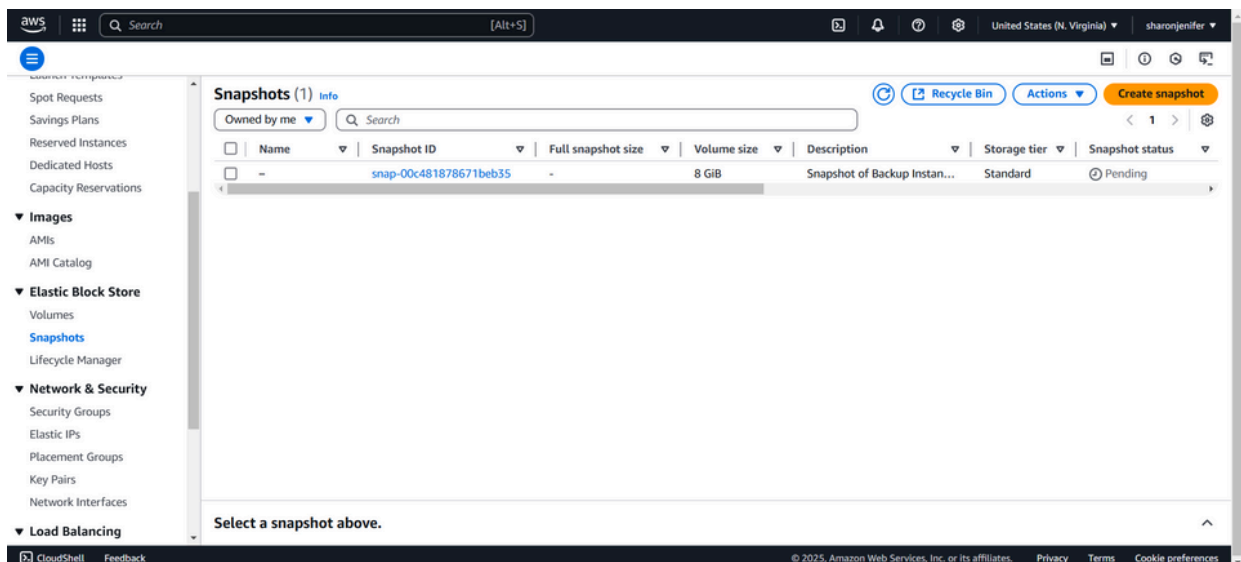 aws Search [Alt+S] United States (N. Virginia) sharonjenifer
Launch Templates
Spot Requests
Savings Plans
Reserved Instances
Dedicated Hosts
Capacity Reservations
Images
AMIs
AMI Catalog
Elastic Block Store
Volumes
Snapshots
Lifecycle Manager
Network & Security
Security Groups
Elastic IPs
Placement Groups
Key Pairs
Network Interfaces
Load Balancing
Snapshots (1) Info Recycle Bin Actions Create snapshot
Owned by me Search 1
Name Snapshot ID Full snapshot size Volume size Description Storage tier Snapshot status
– snap-00c481878671beb35 - 8 GiB Snapshot of Backup Instan... Standard Pending
Select a snapshot above.
CloudShell Feedback © 2025, Amazon Web Services, Inc. or its affiliates. Privacy Terms Cookie preferences